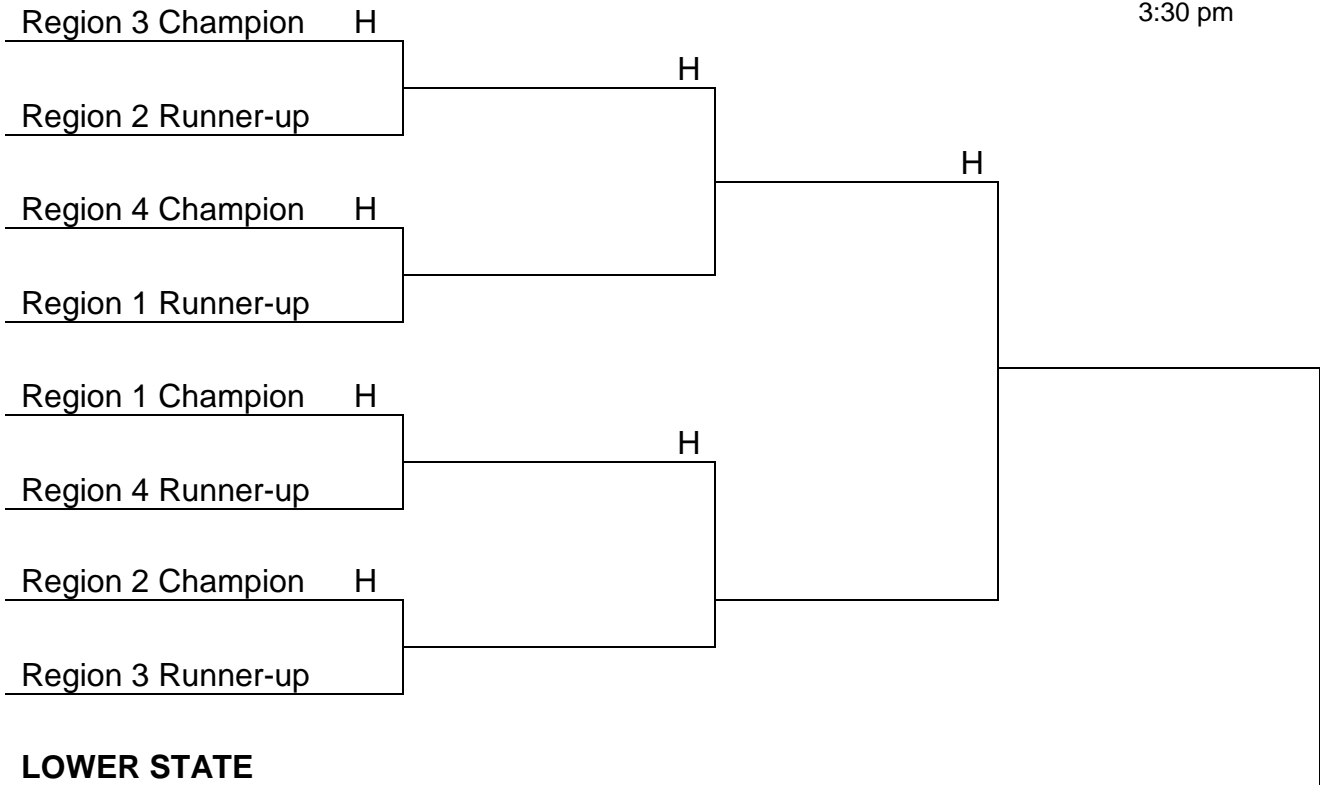 3:30 pm
Region 3 Champion H
H
Region 2 Runner-up
H
Region 4 Champion H
Region 1 Runner-up
Region 1 Champion H
H
Region 4 Runner-up
Region 2 Champion H
Region 3 Runner-up
LOWER STATE